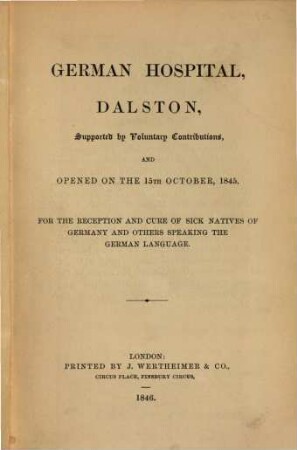 GERMAN HOSPITAL,
DALSTON,
Supported by Voluntary Contributions,
AND
OPENED ON THE 15TH OCTOBER, 1845.
FOR THE RECEPTION AND CURE OF SICK NATIVES OF
GERMANY AND OTHERS SPEAKING THE
GERMAN LANGUAGE.
LONDON:
PRINTED BY J. WERTHEIMER & CO.,
CIRCUS PLACE, FINSBURY CIRCUS,
1846.